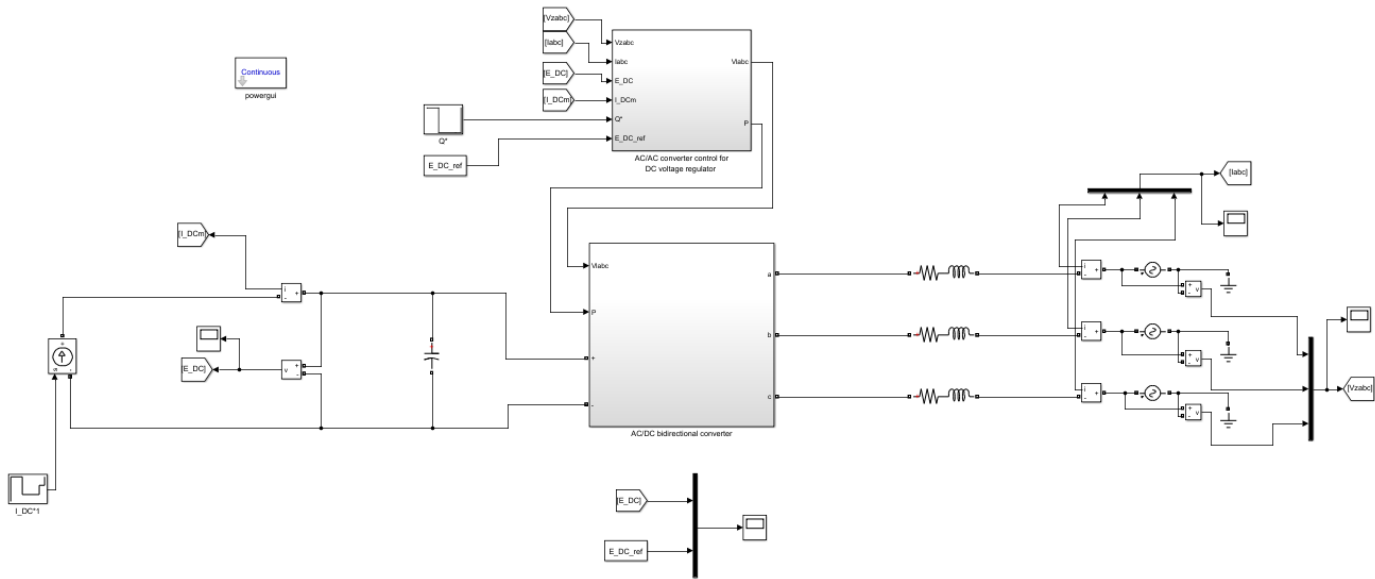 [Vzabc]
[Iabc]
[E_DC]
[I_DCm]
Vzabc
Iabc
E_DC
I_DCm
Q*
E_DC_ref
VIabc
P
AC/AC converter control for
DC voltage regulator
Continuous
powergui
Q*
E_DC_ref
[Iabc]
[I_DCm]
i
+
-
VIabc
P
+
-
a
b
c
AC/DC bidirectional converter
i
+
-
+
-
v
i
+
-
+
-
v
i
+
-
+
-
v
[E_DC]
v
+
-
+
s
-
[Vzabc]
I_DC*1
[E_DC]
E_DC_ref